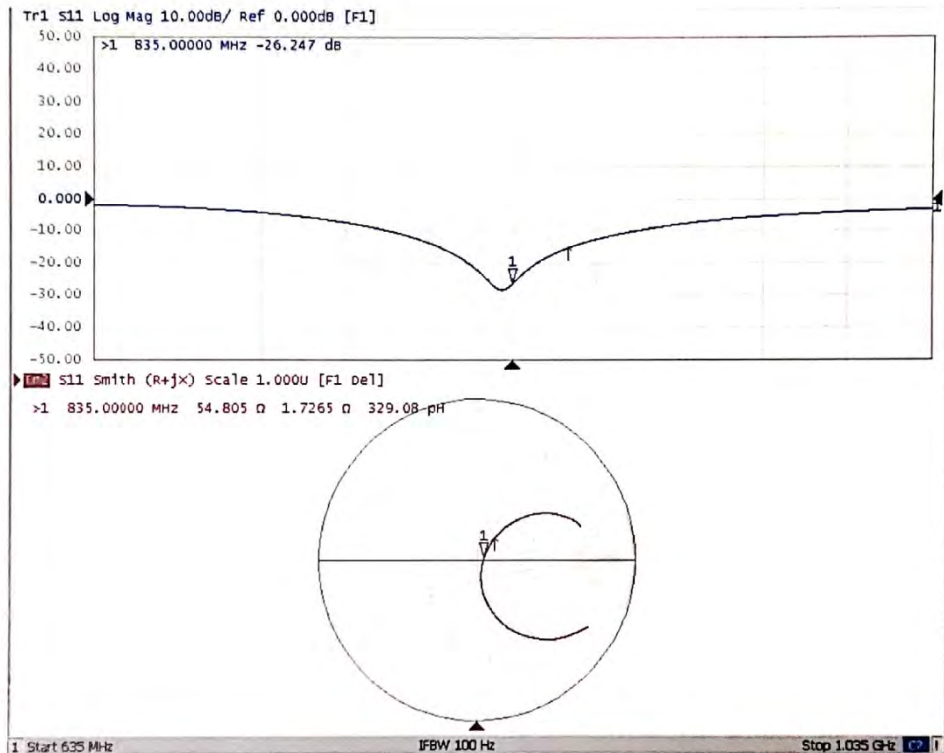 Tr1 S11 Log Mag 10.00dB/ Ref 0.000dB [F1]
50.00
>1 835.00000 MHz -26.247 dB
40.00
30.00
20.00
10.00
0.000
1
-10.00
-20.00
1
-30.00
-40.00
-50.00
Tr2 S11 Smith (R+jX) Scale 1.000U [F1 Del]
>1 835.00000 MHz 54.805 Ω 1.7265 Ω 329.08 pH
1
1 Start 635 MHz IFBW 100 Hz Stop 1.035 GHz C?